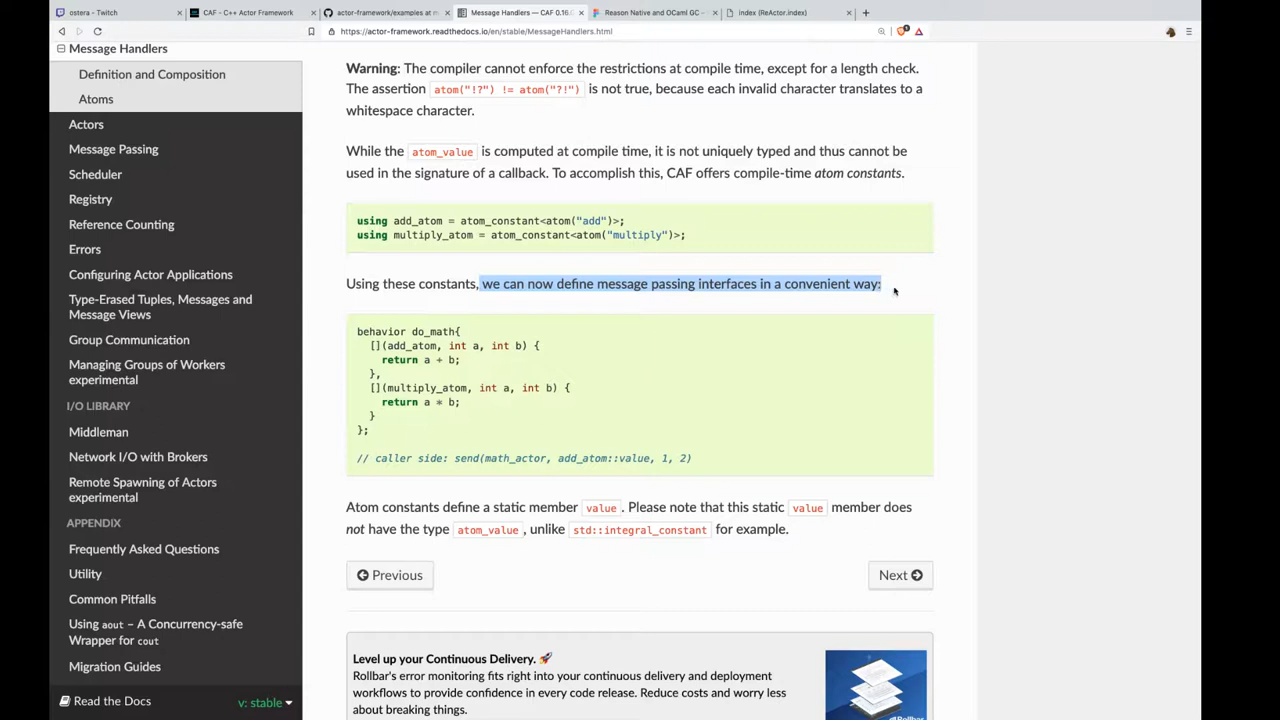 ostera - Twitch
CAF - C++ Actor Framework
actor-framework/examples at m
Message Handlers — CAF 0.16.
Reason Native and OCaml GC -
index (ReActor.index)
https://actor-framework.readthedocs.io/en/stable/MessageHandlers.html
Message Handlers
Definition and Composition
Atoms
Actors
Message Passing
Scheduler
Registry
Reference Counting
Errors
Configuring Actor Applications
Type-Erased Tuples, Messages and
Message Views
Group Communication
Managing Groups of Workers
experimental
I/O LIBRARY
Middleman
Network I/O with Brokers
Remote Spawning of Actors
experimental
APPENDIX
Frequently Asked Questions
Utility
Common Pitfalls
Using aout – A Concurrency-safe
Wrapper for cout
Migration Guides
Read the Docs
v: stable
Warning: The compiler cannot enforce the restrictions at compile time, except for a length check.
The assertion atom("!?") != atom("?!") is not true, because each invalid character translates to a
whitespace character.
While the atom_value is computed at compile time, it is not uniquely typed and thus cannot be
used in the signature of a callback. To accomplish this, CAF offers compile-time atom constants.
using add_atom = atom_constant<atom("add")>;
using multiply_atom = atom_constant<atom("multiply")>;
Using these constants, we can now define message passing interfaces in a convenient way:
behavior do_math{
[](add_atom, int a, int b) {
return a + b;
},
[](multiply_atom, int a, int b) {
return a * b;
}
};
// caller side: send(math_actor, add_atom::value, 1, 2)
Atom constants define a static member value. Please note that this static value member does
not have the type atom_value, unlike std::integral_constant for example.
Previous
Next
Level up your Continuous Delivery. 🚀
Rollbar's error monitoring fits right into your continuous delivery and deployment
workflows to provide confidence in every code release. Reduce costs and worry less
about breaking things.
Rollbar